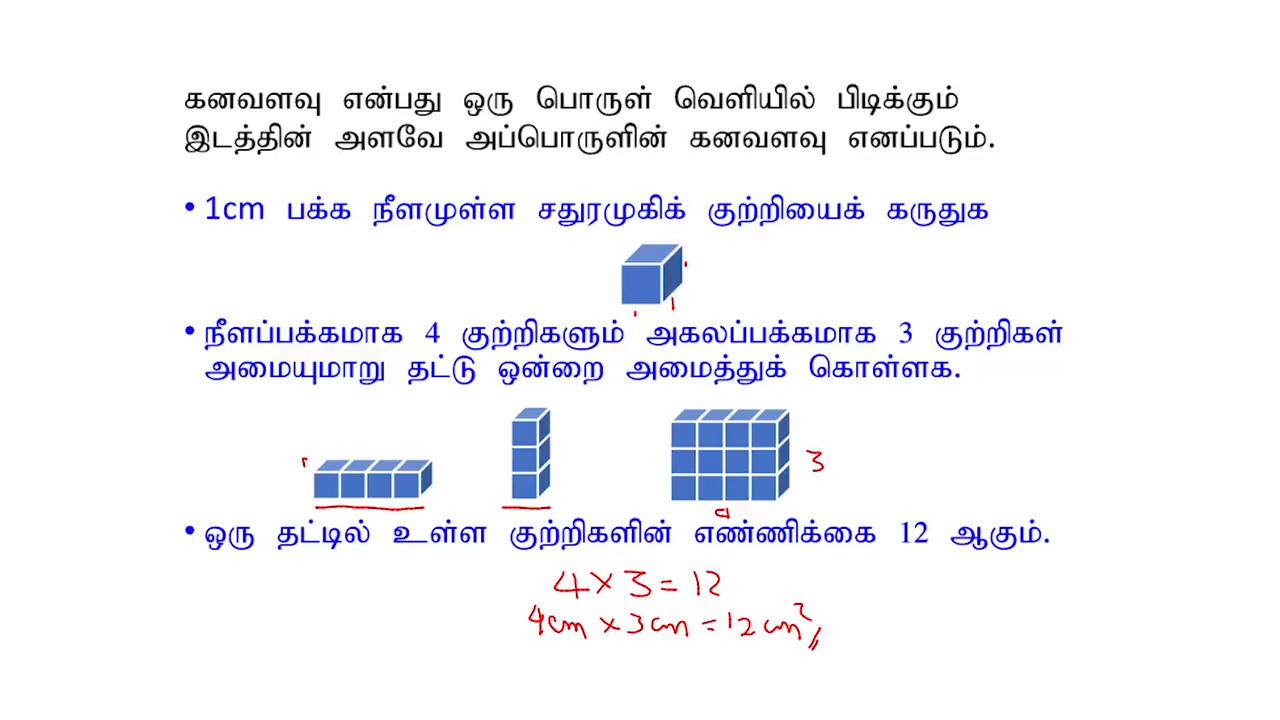 கனவளவு என்பது ஒரு பொருள் வெளியில் பிடிக்கும்
இடத்தின் அளவே அப்பொருளின் கனவளவு எனப்படும்.
• 1cm பக்க நீளமுள்ள சதுரமுகிக் குற்றியைக் கருதுக
• நீளப்பக்கமாக 4 குற்றிகளும் அகலப்பக்கமாக 3 குற்றிகள்
அமையுமாறு தட்டு ஒன்றை அமைத்துக் கொள்ளக.
3
• ஒரு தட்டில் உள்ள குற்றிகளின் எண்ணிக்கை 12 ஆகும்.
4 × 3 = 12
4cm × 3cm = 12cm²